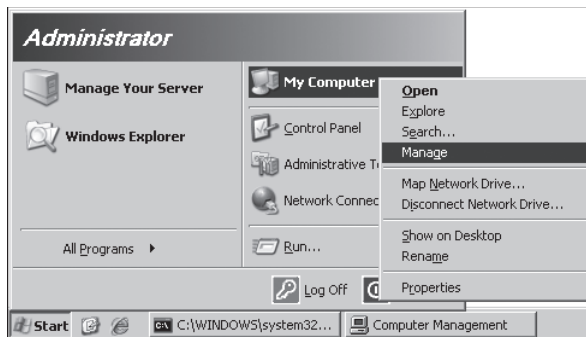 Administrator
Manage Your Server
Windows Explorer
All Programs
My Computer
Control Panel
Administrative T
Network Connec
Run...
Open
Explore
Search...
Manage
Map Network Drive...
Disconnect Network Drive...
Show on Desktop
Rename
Properties
Log Off
Start
C:\WINDOWS\system32...
Computer Management